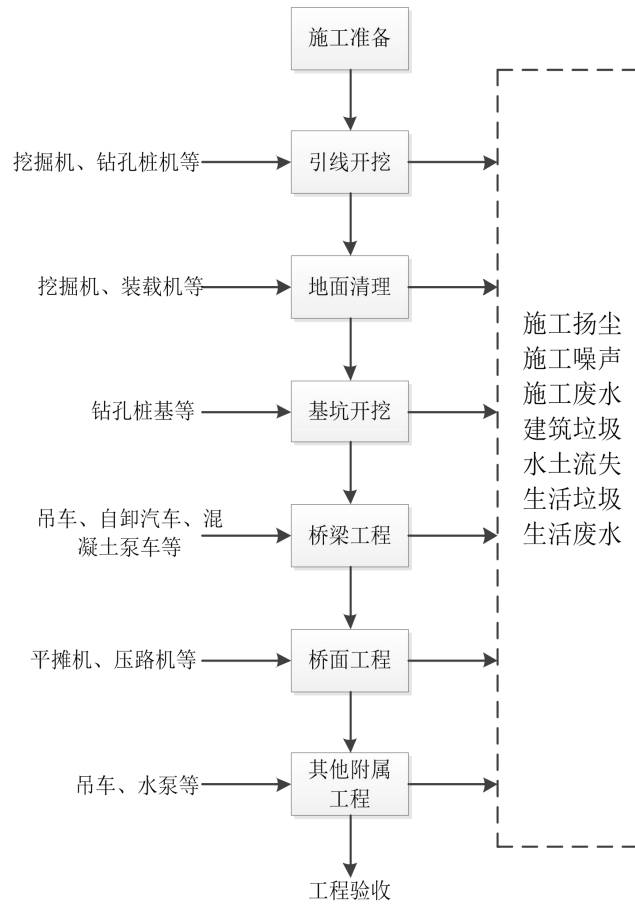 施工准备
挖掘机、钻孔桩机等
引线开挖
挖掘机、装载机等
地面清理
钻孔桩基等
基坑开挖
吊车、自卸汽车、混
凝土泵车等
桥梁工程
平摊机、压路机等
桥面工程
吊车、水泵等
其他附属
工程
工程验收
施工扬尘
施工噪声
施工废水
建筑垃圾
水土流失
生活垃圾
生活废水